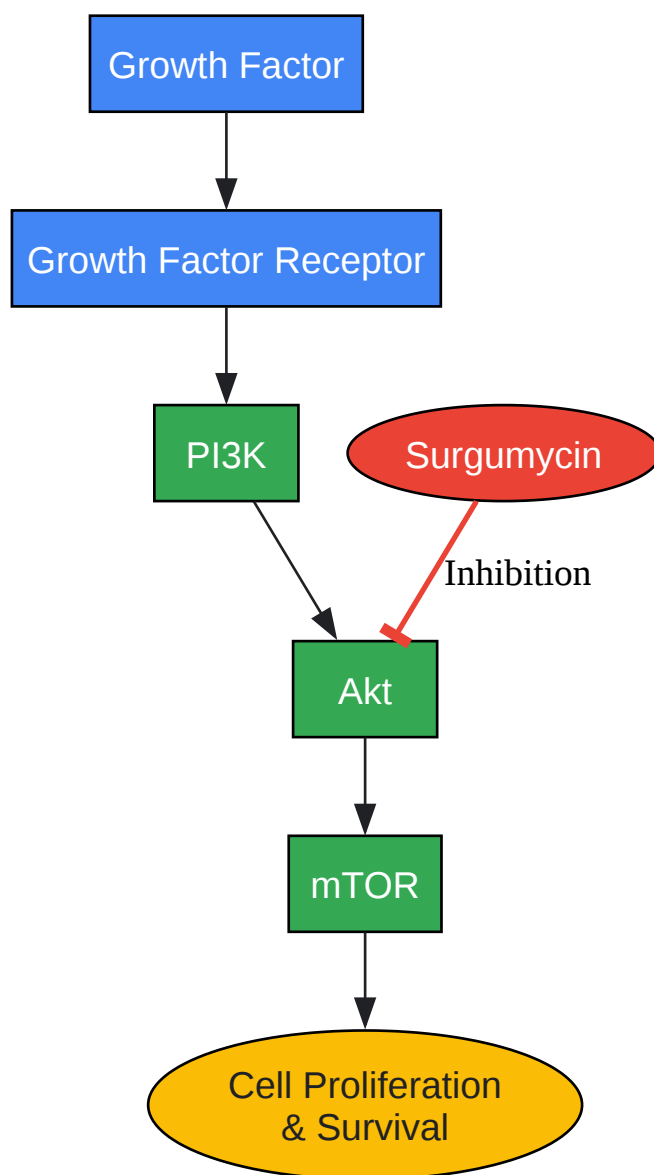 Growth Factor
Growth Factor Receptor
PI3K
Surgumycin
Inhibition
Akt
mTOR
Cell Proliferation
& Survival